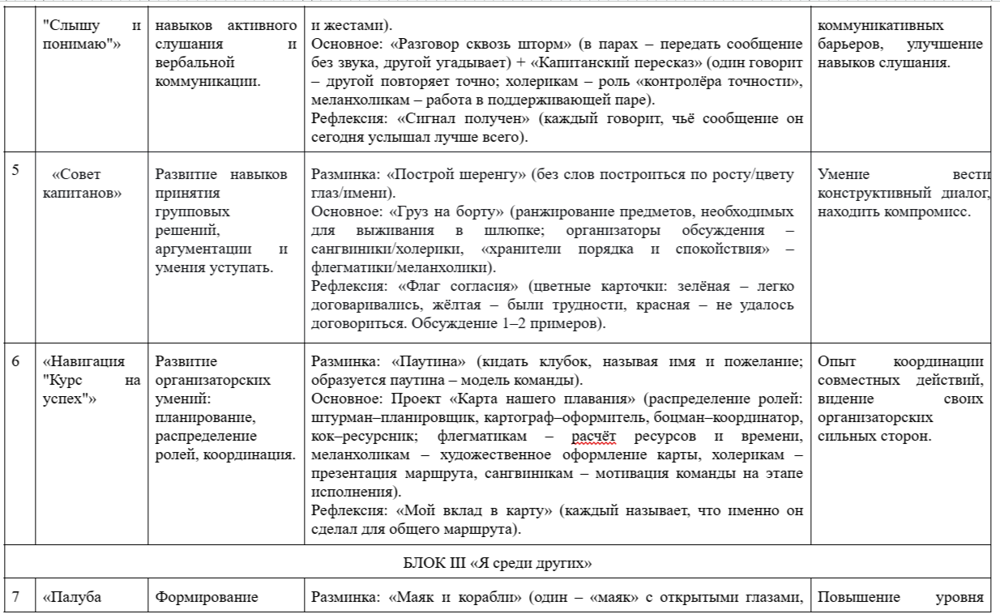 "Слышу и
понимаю"»
навыков активного
слушания и
вербальной
коммуникации.
и жестами).
Основное: «Разговор сквозь шторм» (в парах – передать сообщение
без звука, другой угадывает) + «Капитанский пересказ» (один говорит
– другой повторяет точно; холерикам – роль «контролёра точности»,
меланхоликам – работа в поддерживающей паре).
Рефлексия: «Сигнал получен» (каждый говорит, чьё сообщение он
сегодня услышал лучше всего).
коммуникативных
барьеров, улучшение
навыков слушания.
5
«Совет
капитанов»
Развитие навыков
принятия
групповых
решений,
аргументации и
умения уступать.
Разминка: «Построй шеренгу» (без слов построиться по росту/цвету
глаз/имени).
Основное: «Груз на борту» (ранжирование предметов, необходимых
для выживания в шлюпке; организаторы обсуждения –
сангвиники/холерики, «хранители порядка и спокойствия» –
флегматики/меланхолики).
Рефлексия: «Флаг согласия» (цветные карточки: зелёная – легко
договаривались, жёлтая – были трудности, красная – не удалось
договориться. Обсуждение 1–2 примеров).
Умение вести
конструктивный диалог,
находить компромисс.
6
«Навигация
"Курс на
успех"»
Развитие
организаторских
умений:
планирование,
распределение
ролей, координация.
Разминка: «Паутина» (кидать клубок, называя имя и пожелание;
образуется паутина – модель команды).
Основное: Проект «Карта нашего плавания» (распределение ролей:
штурман–планировщик, картограф–оформитель, боцман–координатор,
кок–ресурсник; флегматикам – расчёт ресурсов и времени,
меланхоликам – художественное оформление карты, холерикам –
презентация маршрута, сангвиникам – мотивация команды на этапе
исполнения).
Рефлексия: «Мой вклад в карту» (каждый называет, что именно он
сделал для общего маршрута).
Опыт координации
совместных действий,
видение своих
организаторских
сильных сторон.
БЛОК III «Я среди других»
7
«Палуба
Формирование
Разминка: «Маяк и корабли» (один – «маяк» с открытыми глазами,
Повышение уровня